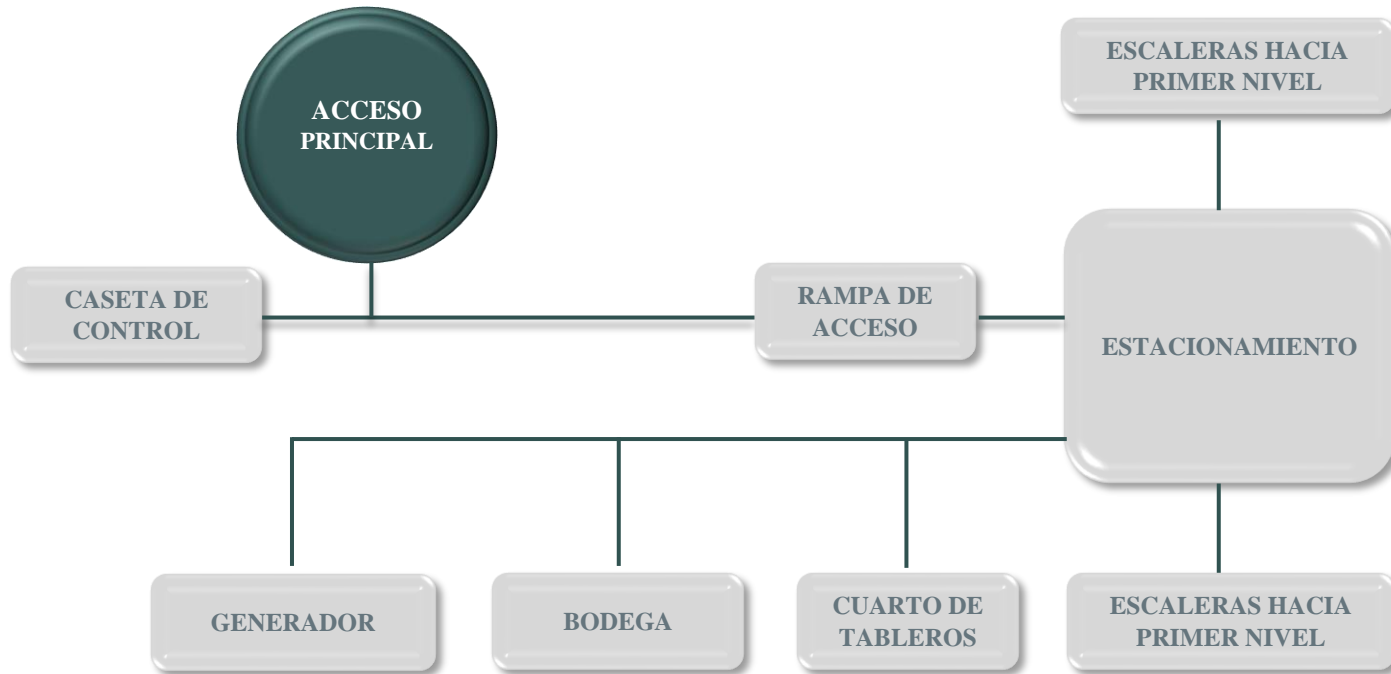 ESCALERAS HACIA
PRIMER NIVEL
ACCESO
PRINCIPAL
CASETA DE
CONTROL
RAMPA DE
ACCESO
ESTACIONAMIENTO
GENERADOR
BODEGA
CUARTO DE
TABLEROS
ESCALERAS HACIA
PRIMER NIVEL